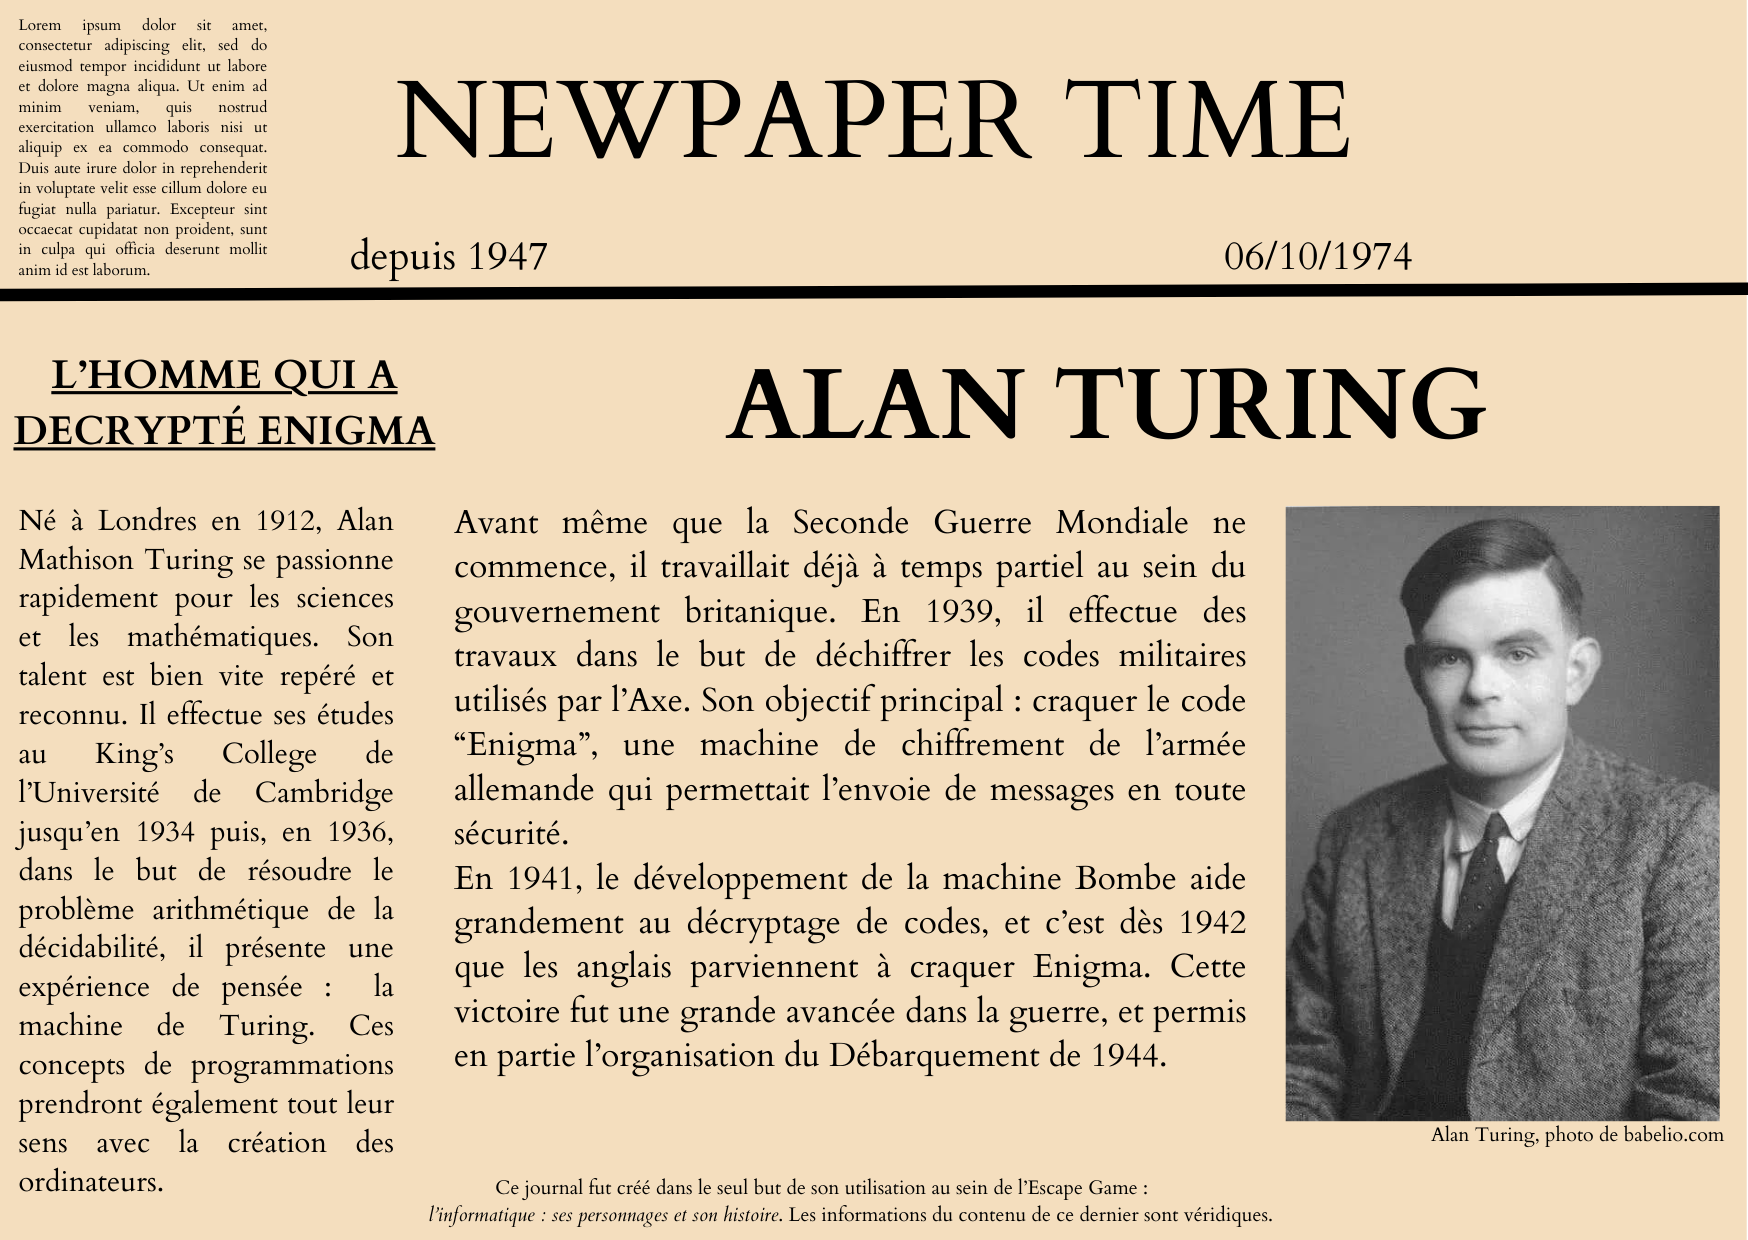 Lorem ipsum dolor sit amet,
consectetur adipiscing elit, sed do
eiusmod tempor incididunt ut labore
et dolore magna aliqua. Ut enim ad
minim veniam, quis nostrud
exercitation ullamco laboris nisi ut
aliquip ex ea commodo consequat.
Duis aute irure dolor in reprehenderit
in voluptate velit esse cillum dolore eu
fugiat nulla pariatur. Excepteur sint
occaecat cupidatat non proident, sunt
in culpa qui officia deserunt mollit
anim id est laborum.
NEWPAPER TIME
depuis 1947
06/10/1974
L’HOMME QUI A
DECRYPTÉ ENIGMA
ALAN TURING
Né à Londres en 1912, Alan
Mathison Turing se passionne
rapidement pour les sciences
et les mathématiques. Son
talent est bien vite repéré et
reconnu. Il effectue ses études
au King’s College de
l’Université de Cambridge
jusqu’en 1934 puis, en 1936,
dans le but de résoudre le
problème arithmétique de la
décidabilité, il présente une
expérience de pensée : la
machine de Turing. Ces
concepts de programmations
prendront également tout leur
sens avec la création des
ordinateurs.
Avant même que la Seconde Guerre Mondiale ne
commence, il travaillait déjà à temps partiel au sein du
gouvernement britanique. En 1939, il effectue des
travaux dans le but de déchiffrer les codes militaires
utilisés par l’Axe. Son objectif principal : craquer le code
“Enigma”, une machine de chiffrement de l’armée
allemande qui permettait l’envoie de messages en toute
sécurité.
En 1941, le développement de la machine Bombe aide
grandement au décryptage de codes, et c’est dès 1942
que les anglais parviennent à craquer Enigma. Cette
victoire fut une grande avancée dans la guerre, et permis
en partie l’organisation du Débarquement de 1944.
Alan Turing, photo de babelio.com
Ce journal fut créé dans le seul but de son utilisation au sein de l’Escape Game :
l’informatique : ses personnages et son histoire. Les informations du contenu de ce dernier sont véridiques.